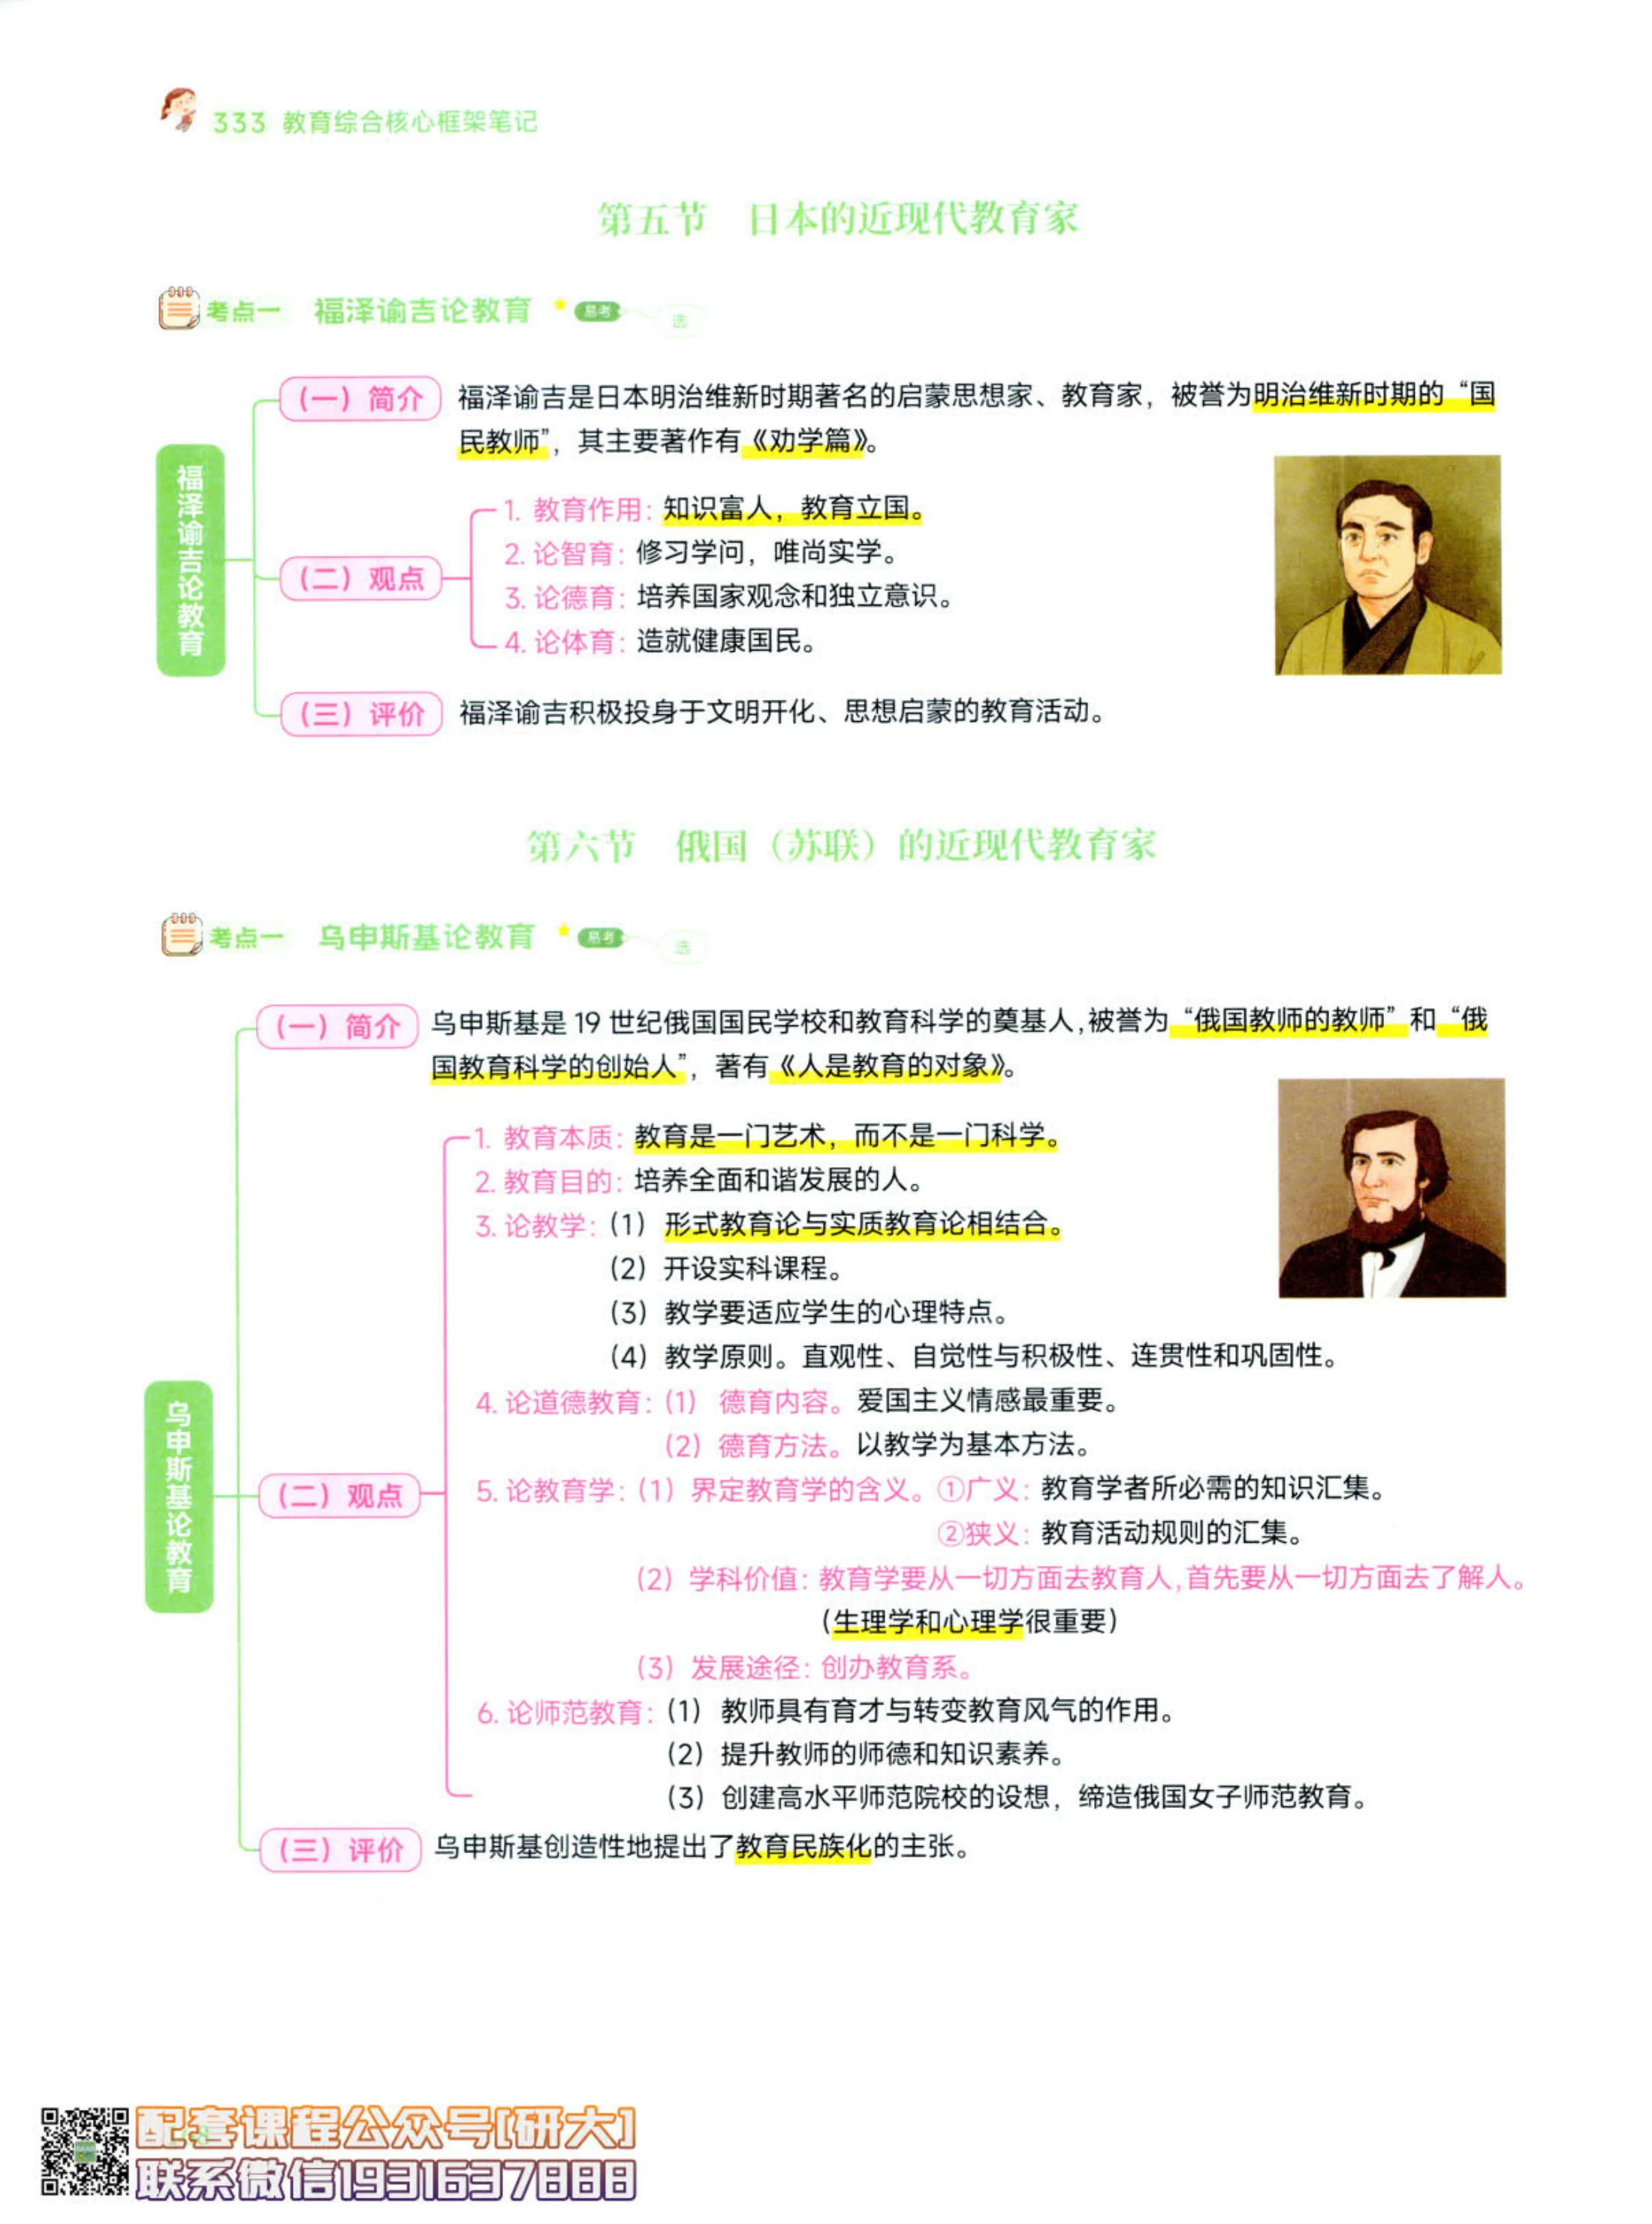 333 教育综合核心框架笔记
第五节 日本的近现代教育家
考点一 福泽谕吉论教育 易考 选
福泽谕吉论教育
（一）简介 福泽谕吉是日本明治维新时期著名的启蒙思想家、教育家，被誉为明治维新时期的“国
民教师”，其主要著作有《劝学篇》。
（二）观点
1. 教育作用：知识富人，教育立国。
2. 论智育：修习学问，唯尚实学。
3. 论德育：培养国家观念和独立意识。
4. 论体育：造就健康国民。
（三）评价 福泽谕吉积极投身于文明开化、思想启蒙的教育活动。
第六节 俄国（苏联）的近现代教育家
考点一 乌申斯基论教育 易考 选
乌申斯基论教育
（一）简介 乌申斯基是 19 世纪俄国国民学校和教育科学的奠基人,被誉为“俄国教师的教师”和“俄
国教育科学的创始人”，著有《人是教育的对象》。
（二）观点
1. 教育本质：教育是一门艺术，而不是一门科学。
2. 教育目的：培养全面和谐发展的人。
3. 论教学：（1）形式教育论与实质教育论相结合。
（2）开设实科课程。
（3）教学要适应学生的心理特点。
（4）教学原则。直观性、自觉性与积极性、连贯性和巩固性。
4. 论道德教育：（1） 德育内容。爱国主义情感最重要。
（2）德育方法。以教学为基本方法。
5. 论教育学：（1）界定教育学的含义。①广义：教育学者所必需的知识汇集。
②狭义：教育活动规则的汇集。
（2）学科价值：教育学要从一切方面去教育人,首先要从一切方面去了解人。
（生理学和心理学很重要）
（3）发展途径：创办教育系。
6. 论师范教育：（1）教师具有育才与转变教育风气的作用。
（2）提升教师的师德和知识素养。
（3）创建高水平师范院校的设想，缔造俄国女子师范教育。
（三）评价 乌申斯基创造性地提出了教育民族化的主张。
配套课程公众号[研大]
联系微信1931637888